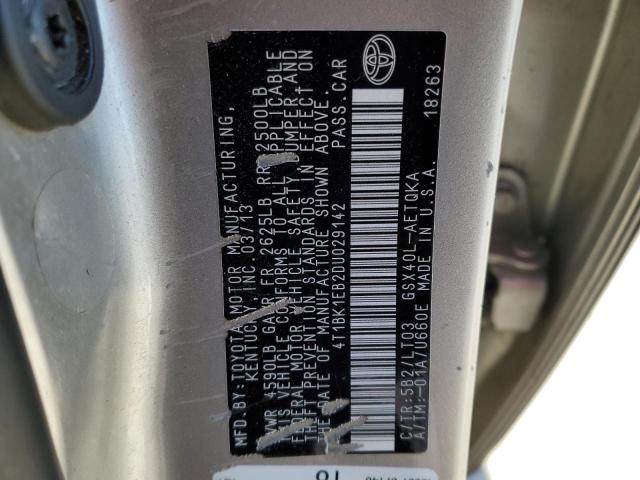 MFD. BY: TOYOTA MOTOR MANUFACTURING,
KENTUCKY, INC. 03/13
GVWR 4590LB GAWR FR 2625LB RR 2500LB
THIS VEHICLE CONFORMS TO ALL APPLICABLE
FEDERAL MOTOR VEHICLE SAFETY, BUMPER, AND
THEFT PREVENTION STANDARDS IN EFFECT ON
THE DATE OF MANUFACTURE SHOWN ABOVE.
4T1BK1EB2DU029142 PASS. CAR
C/TR: 5B2/LT03 GSX40L-AETQKA
A/TM: -01A/U660E MADE IN U.S.A.
18263